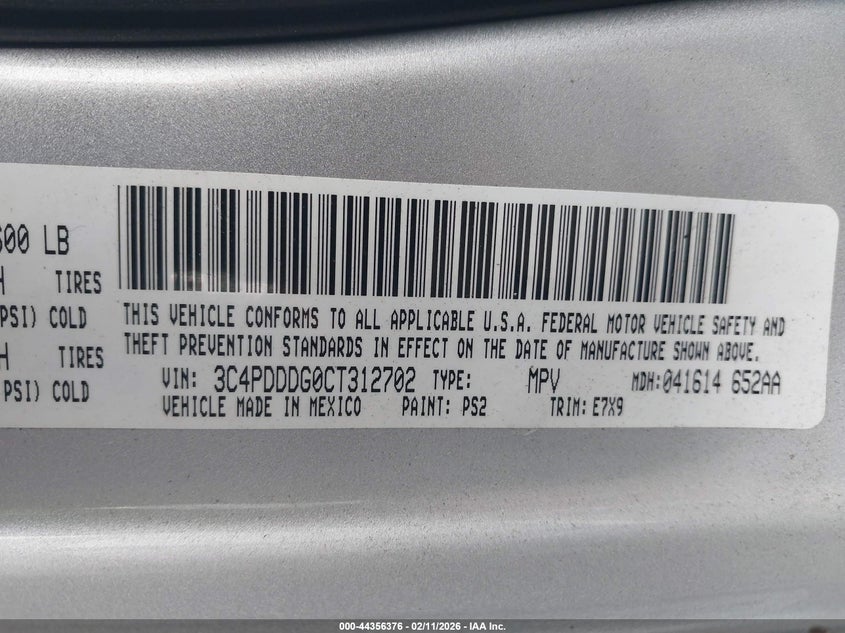 600 LB
TIRES
PSI) COLD
TIRES
PSI) COLD
THIS VEHICLE CONFORMS TO ALL APPLICABLE U.S.A. FEDERAL MOTOR VEHICLE SAFETY AND
THEFT PREVENTION STANDARDS IN EFFECT ON THE DATE OF MANUFACTURE SHOWN ABOVE.
VIN: 3C4PDDDG0CT312702 TYPE: MPV MDH:041614 652AA
VEHICLE MADE IN MEXICO PAINT: PS2 TRIM: E7X9
000-44356376 - 02/11/2026 - IAA Inc.